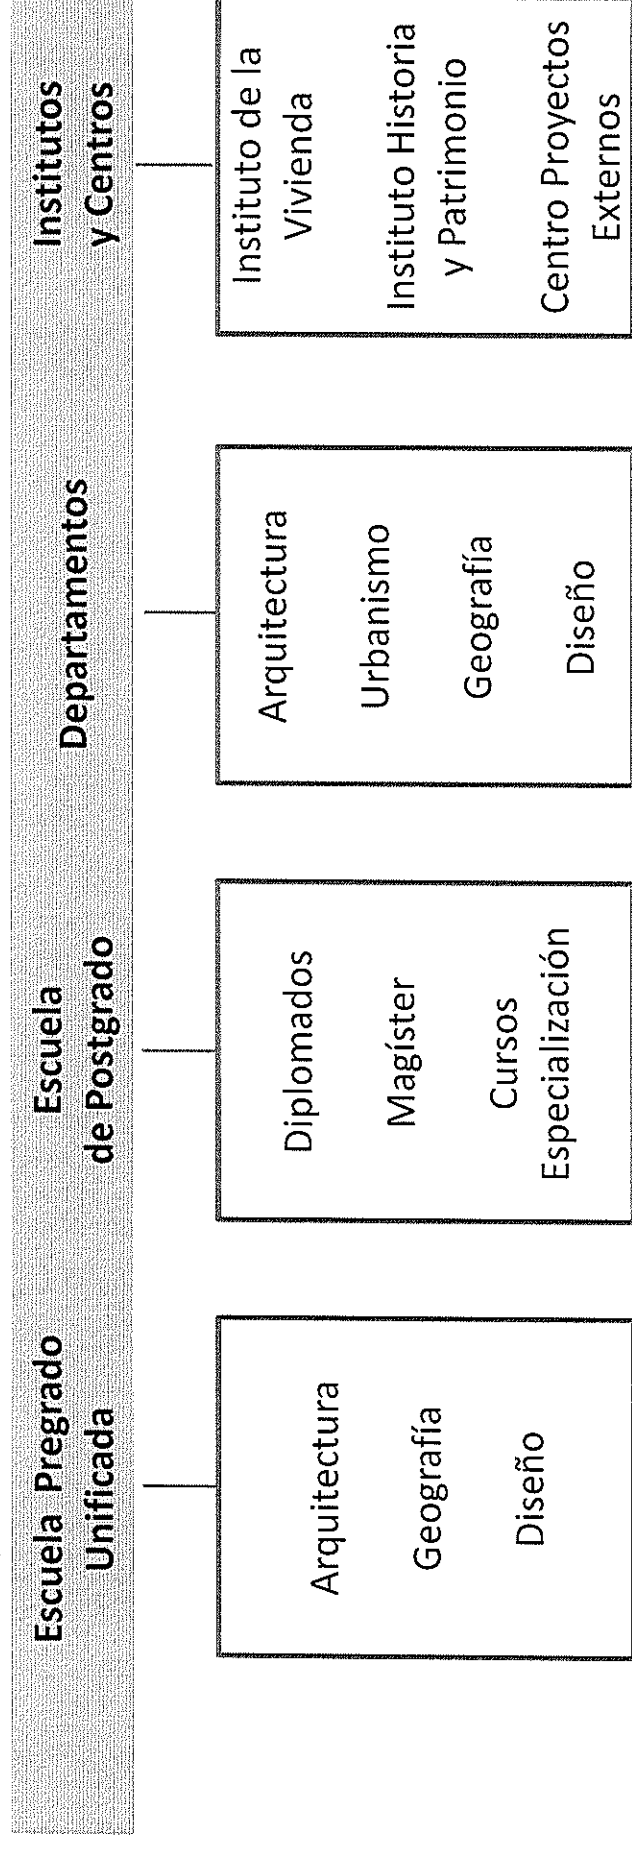 Escuela Pregrado
Unificada
Arquitectura
Geografía
Diseño
Escuela
de Postgrado
Diplomados
Magíster
Cursos
Especialización
Departamentos
Arquitectura
Urbanismo
Geografía
Diseño
Institutos
y Centros
Instituto de la
Vivienda
Instituto Historia
y Patrimonio
Centro Proyectos
Externos